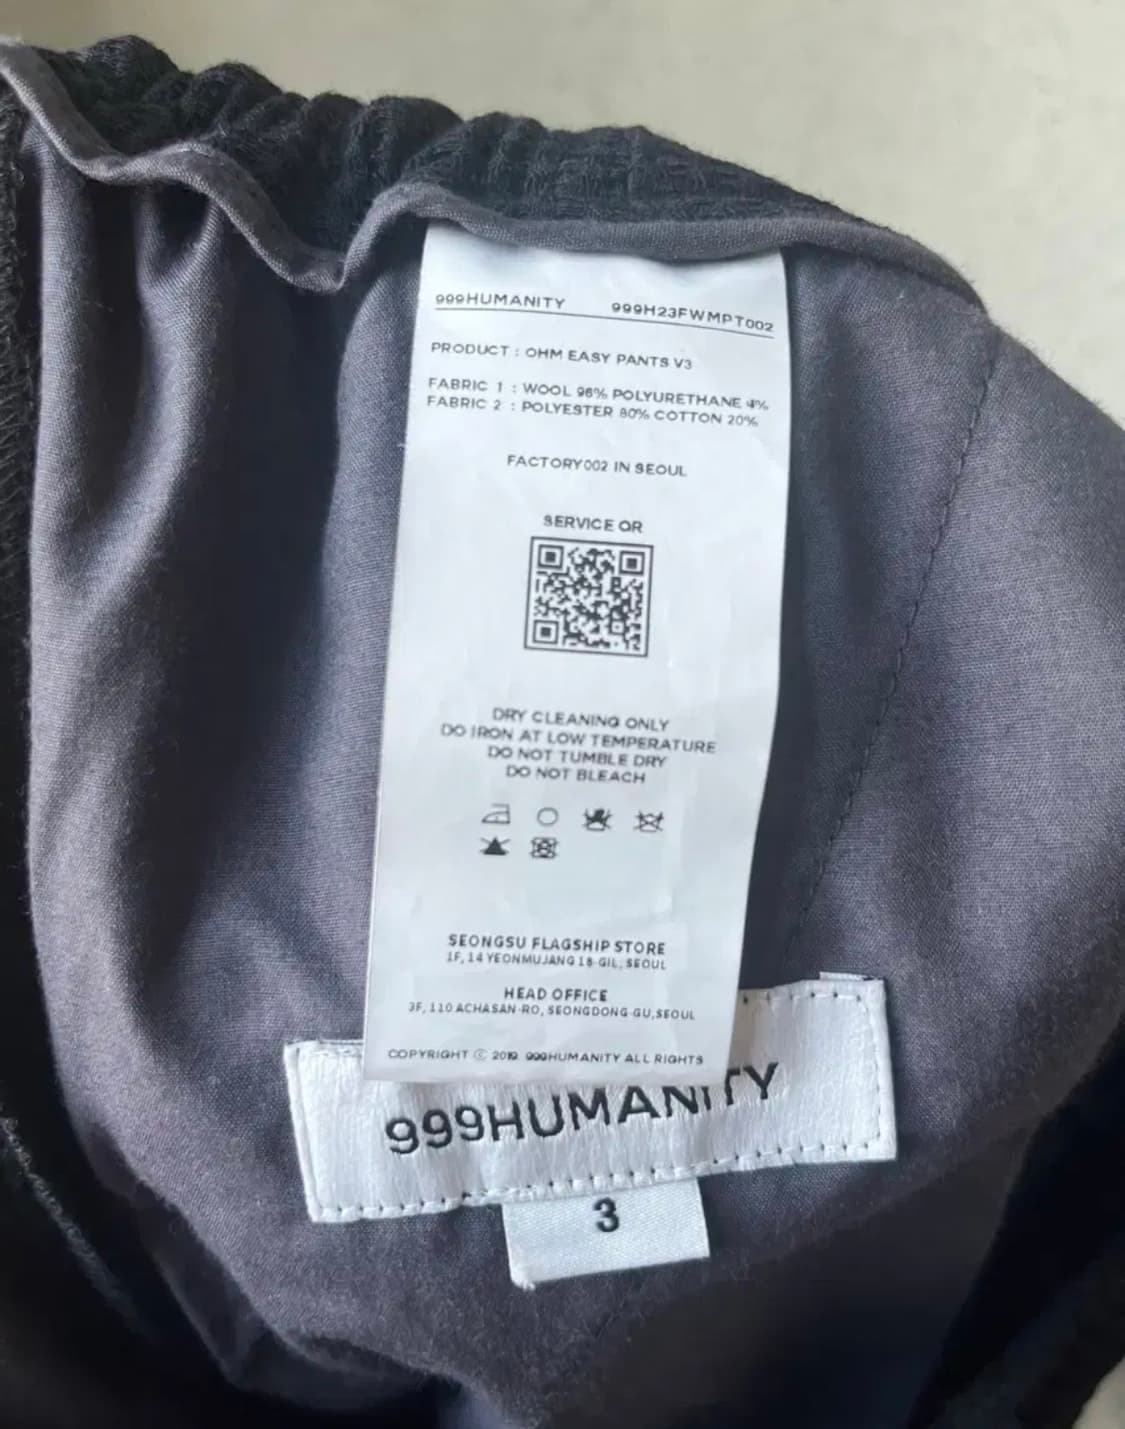 999HUMANITY 999H23FWMPT002
PRODUCT : OHM EASY PANTS V3
FABRIC 1 : WOOL 96% POLYURETHANE 4%
FABRIC 2 : POLYESTER 80% COTTON 20%
FACTORY002 IN SEOUL
SERVICE QR
DRY CLEANING ONLY
DO IRON AT LOW TEMPERATURE
DO NOT TUMBLE DRY
DO NOT BLEACH
SEONGSU FLAGSHIP STORE
1F, 14 YEONMUJANG 18-GIL, SEOUL
HEAD OFFICE
3F, 110 ACHASAN-RO, SEONGDONG-GU, SEOUL
COPYRIGHT © 2019 999HUMANITY ALL RIGHTS
999HUMANITY
3